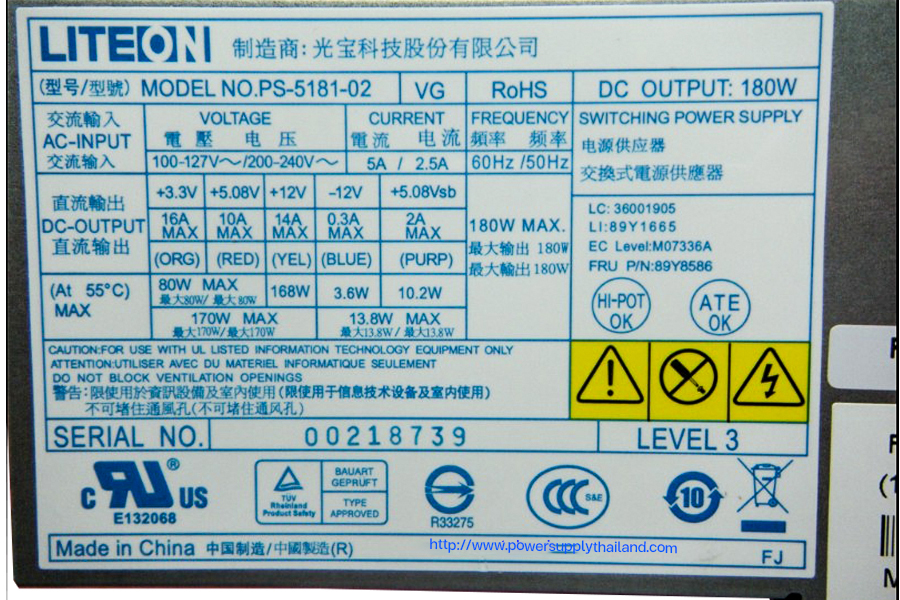 LITEON 制造商: 光宝科技股份有限公司
(型号/型號) MODEL NO.PS-5181-02 VG RoHS DC OUTPUT: 180W
交流輸入 AC-INPUT 交流输入
VOLTAGE 電壓 电压
CURRENT 電流 电流
FREQUENCY 頻率 频率
100-127V～/200-240V～ 5A / 2.5A 60Hz /50Hz
SWITCHING POWER SUPPLY
电源供应器
交換式電源供應器
直流輸出
DC-OUTPUT
直流输出
+3.3V +5.08V +12V -12V +5.08Vsb
16A MAX 10A MAX 14A MAX 0.3A MAX 2A MAX
(ORG) (RED) (YEL) (BLUE) (PURP)
180W MAX.
最大输出 180W
最大輸出180W
(At 55°C)
MAX
80W MAX
最大80W/ 最大 80W
168W 3.6W 10.2W
170W MAX
最大170W/最大170W
13.8W MAX
最大13.8W / 最大13.8W
LC: 36001905
LI:89Y1665
EC Level:M07336A
FRU P/N:89Y8586
HI-POT
OK
ATE
OK
CAUTION:FOR USE WITH UL LISTED INFORMATION TECHNOLOGY EQUIPMENT ONLY
ATTENTION:UTILISER AVEC DU MATERIEL INFORMATIQUE SEULEMENT
DO NOT BLOCK VENTILATION OPENINGS
警告:限使用於資訊設備及室內使用(限使用于信息技术设备及室内使用)
不可堵住通風孔(不可堵住通风孔)
SERIAL NO. 00218739 LEVEL 3
c RU ® US
E132068
TÜV
Rheinland
Product Safety
BAUART
GEPRUFT
TYPE
APPROVED
R33275
CCC S&E
10
Made in China 中国制造/中國製造(R)
http://www.powersupplythailand.com
FJ